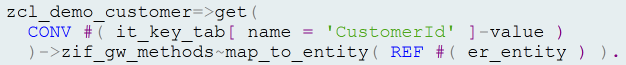 zcl_demo_customer=>get(
  CONV #( it_key_tab[ name = 'CustomerId' ]-value )
  )->zif_gw_methods~map_to_entity( REF #( er_entity ) ).